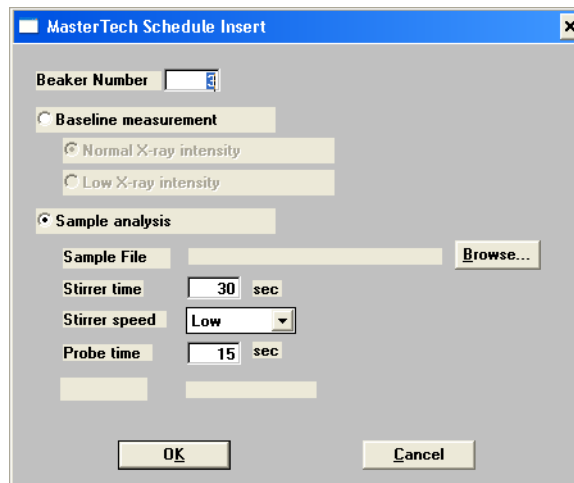 MasterTech Schedule Insert
Beaker Number 3
Baseline measurement
Normal X-ray intensity
Low X-ray intensity
Sample analysis
Sample File Browse...
Stirrer time 30 sec
Stirrer speed Low
Probe time 15 sec
OK Cancel